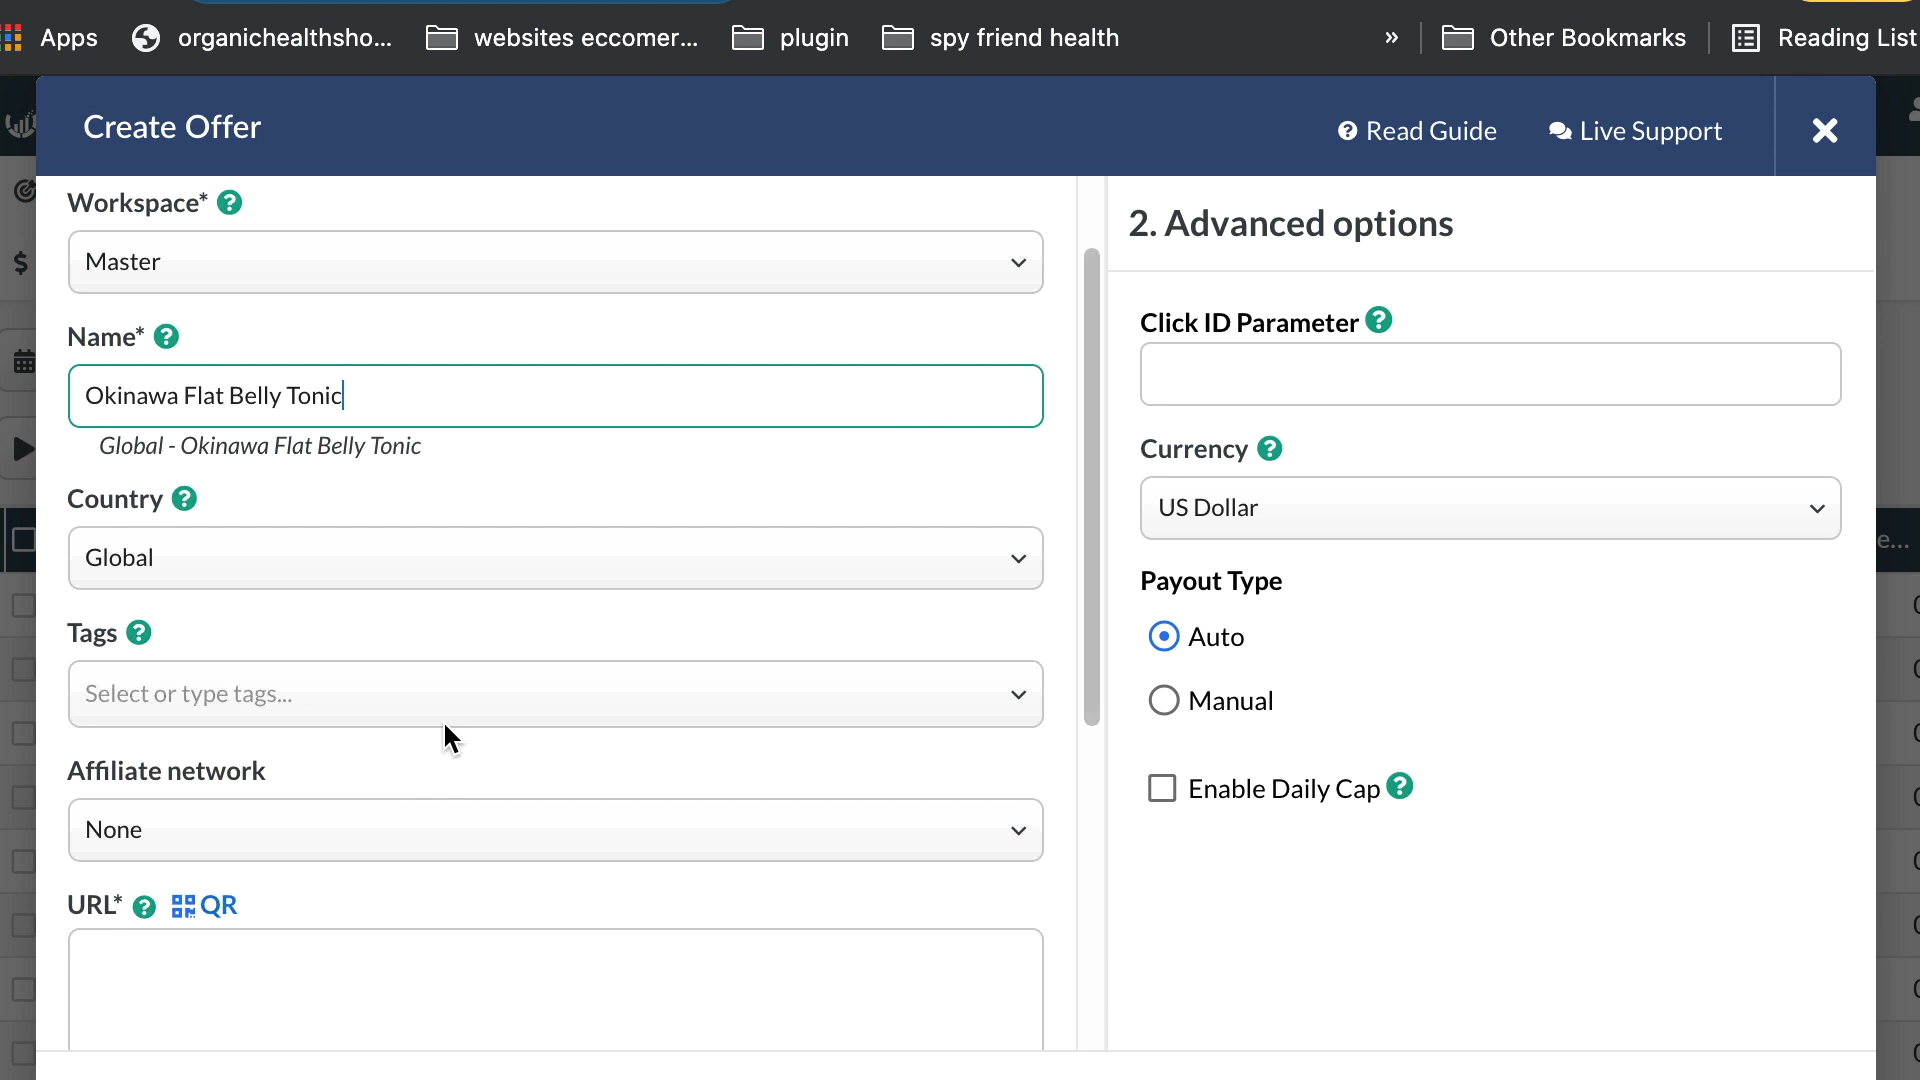 Apps organichealthsho... websites eccomer... plugin spy friend health » Other Bookmarks Reading List
Create Offer
Read Guide
Live Support
Workspace*
Master
Name*
Okinawa Flat Belly Tonic
Global - Okinawa Flat Belly Tonic
Country
Global
Tags
Select or type tags...
Affiliate network
None
URL* QR
2. Advanced options
Click ID Parameter
Currency
US Dollar
Payout Type
Auto
Manual
Enable Daily Cap
e...